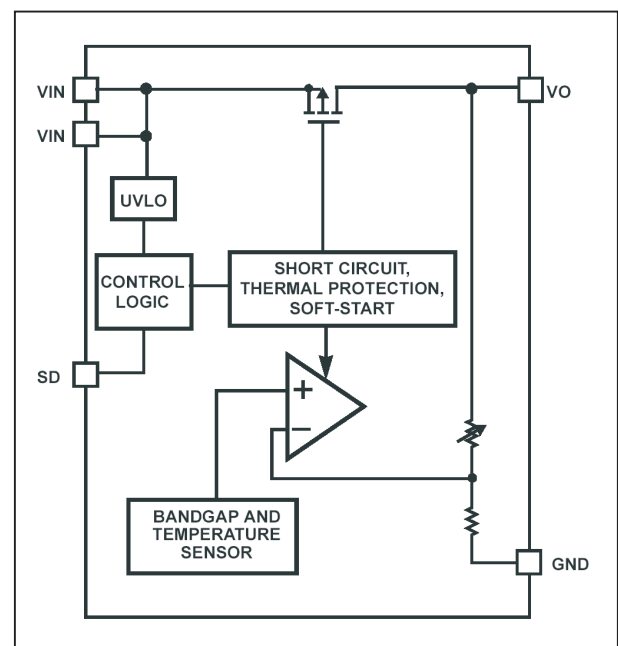 VIN
VO
VIN
UVLO
CONTROL
LOGIC
SHORT CIRCUIT,
THERMAL PROTECTION,
SOFT-START
SD
+
–
BANDGAP AND
TEMPERATURE
SENSOR
GND